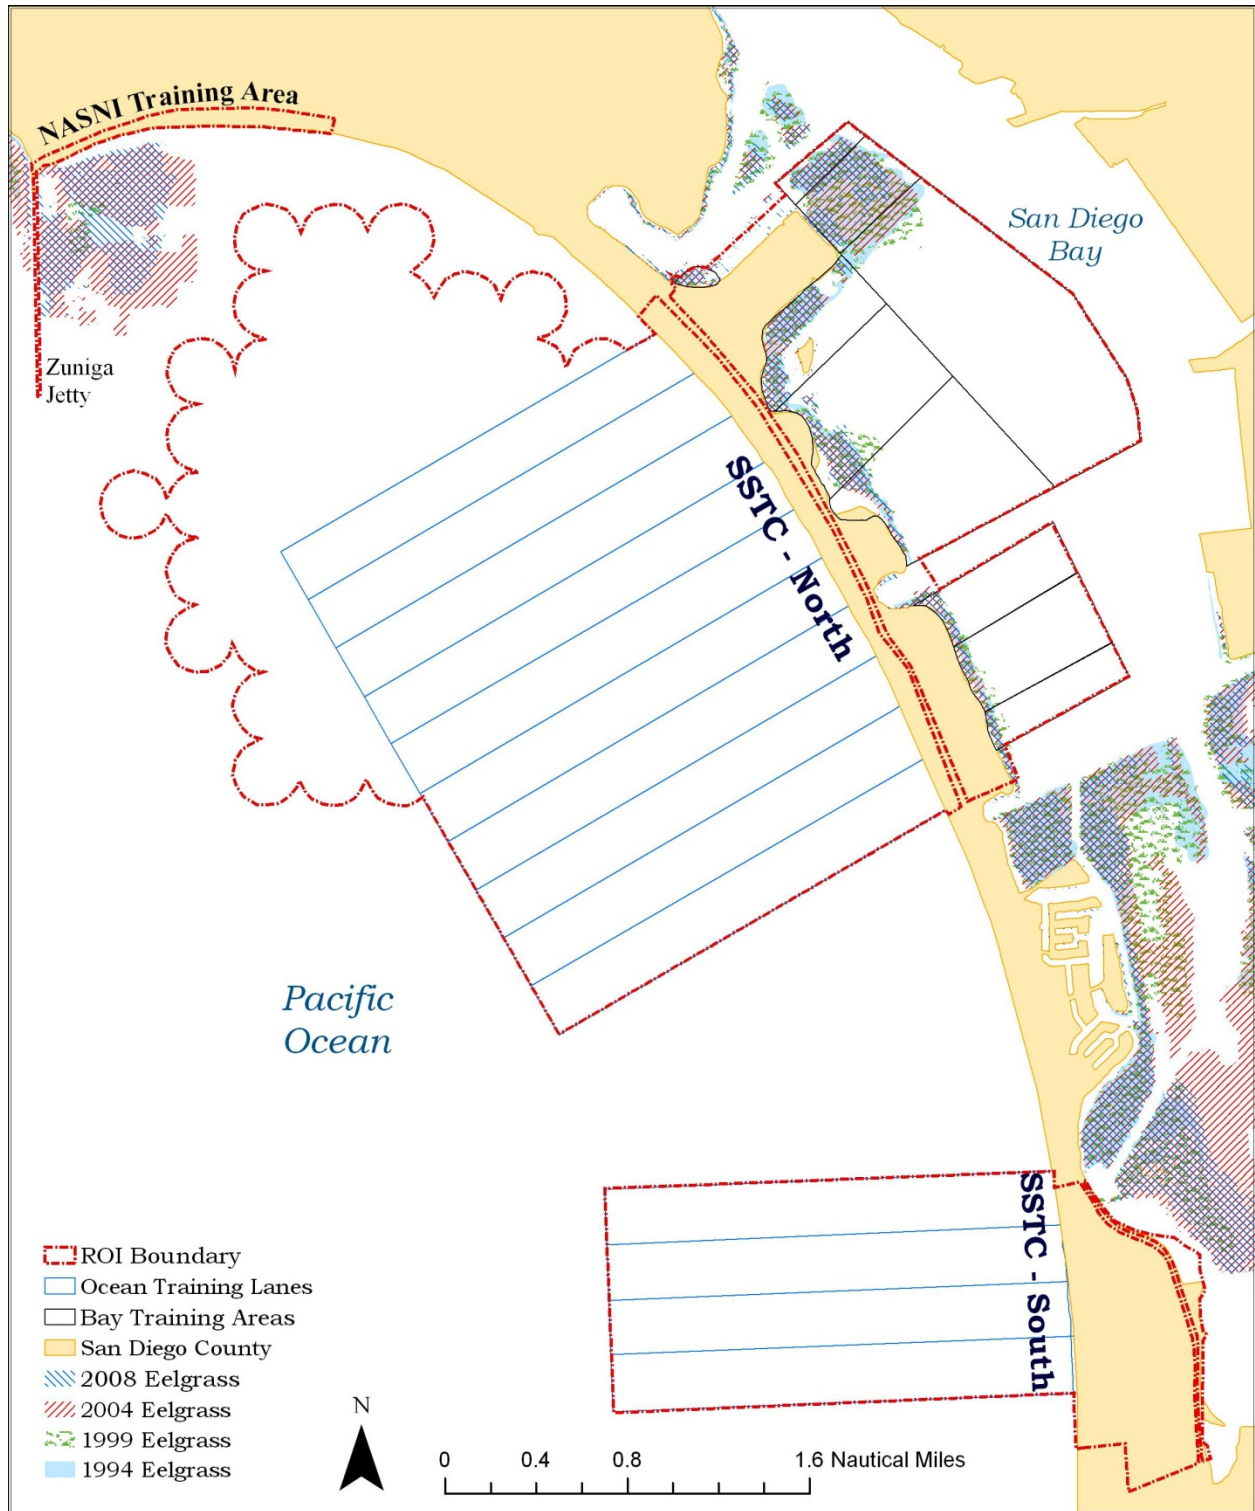 NASNI Training Area
San Diego
Bay
Zuniga
Jetty
SSTC - North
Pacific
Ocean
SSTC - South
ROI Boundary
Ocean Training Lanes
Bay Training Areas
San Diego County
2008 Eelgrass
2004 Eelgrass
1999 Eelgrass
1994 Eelgrass
N
0 0.4 0.8 1.6 Nautical Miles